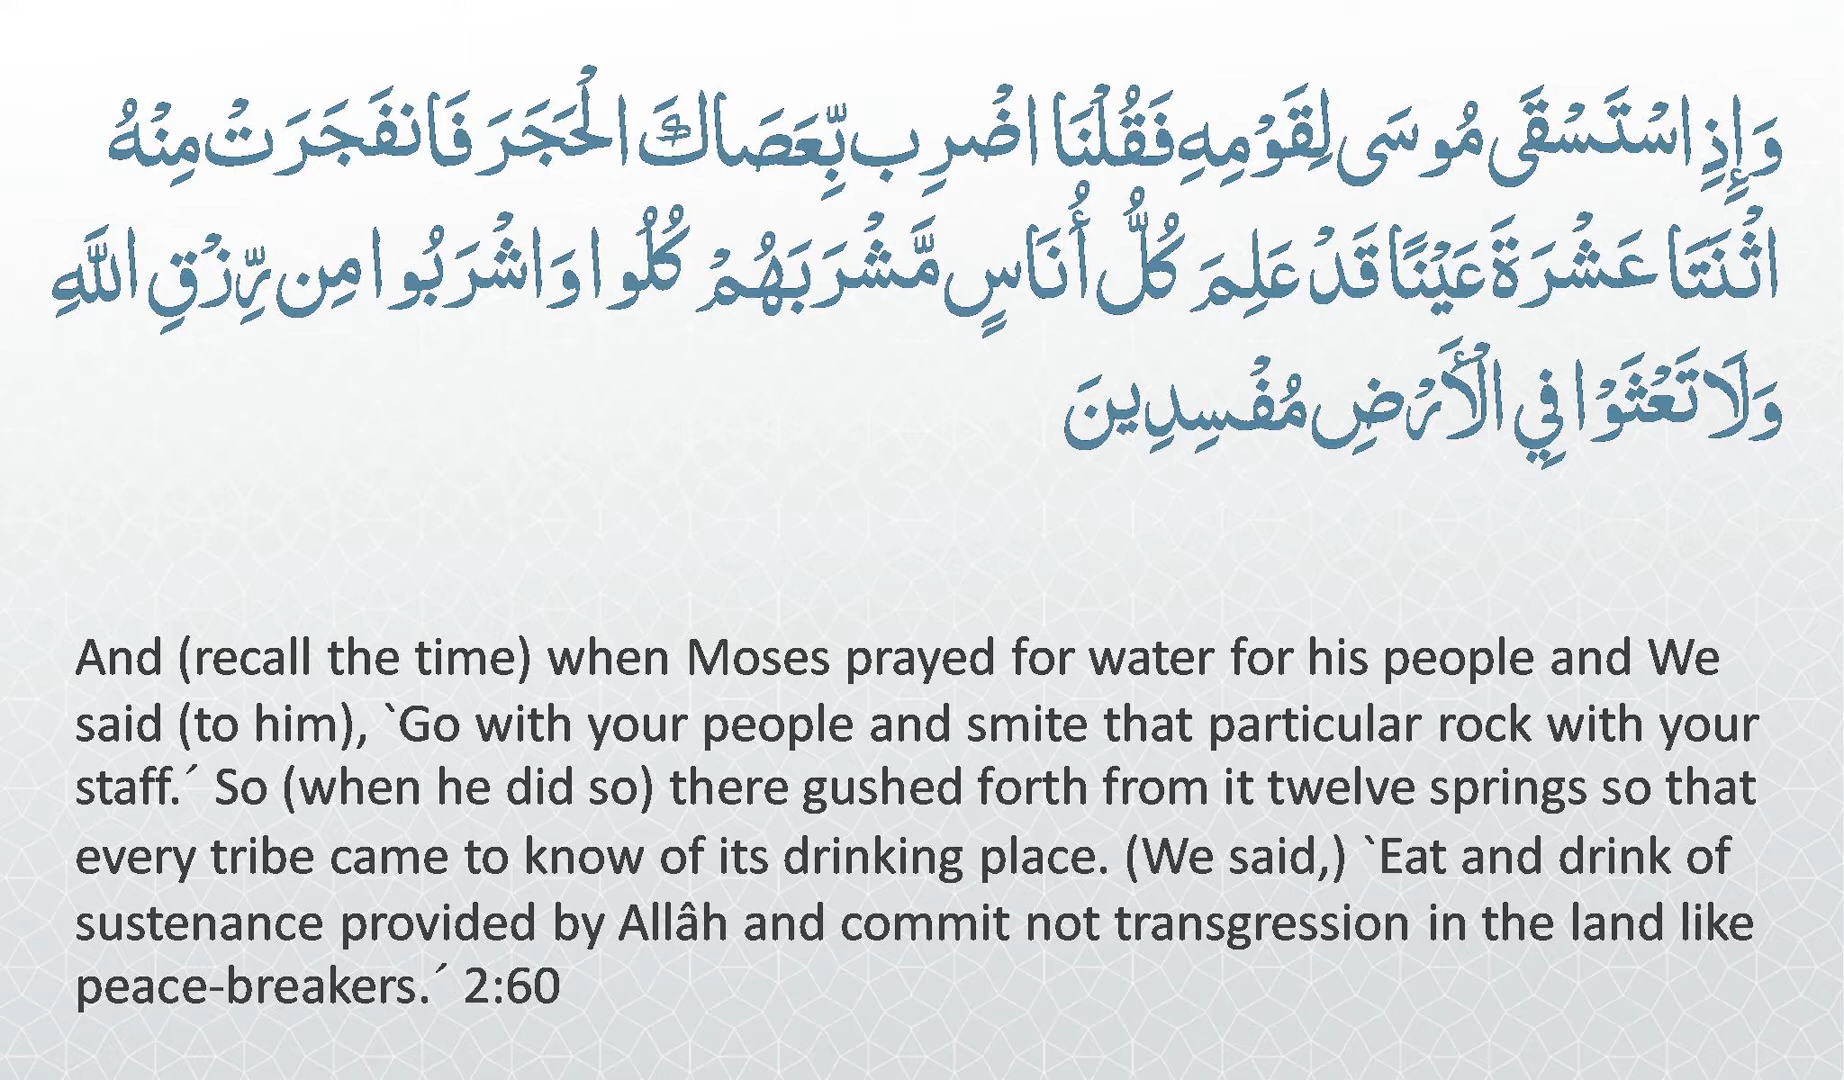 وَإِذِ اسْتَسْقَى مُوسَى لِقَوْمِهِ فَقُلْنَا اضْرِب بِّعَصَاكَ الْحَجَرَ فَانفَجَرَتْ مِنْهُ
اثْنَتَا عَشْرَةَ عَيْنًا قَدْ عَلِمَ كُلُّ أُنَاسٍ مَّشْرَبَهُمْ كُلُوا وَاشْرَبُوا مِن رِّزْقِ اللَّهِ
وَلَا تَعْثَوْا فِي الْأَرْضِ مُفْسِدِينَ
And (recall the time) when Moses prayed for water for his people and We
said (to him), `Go with your people and smite that particular rock with your
staff.´ So (when he did so) there gushed forth from it twelve springs so that
every tribe came to know of its drinking place. (We said,) `Eat and drink of
sustenance provided by Allâh and commit not transgression in the land like
peace-breakers.´ 2:60